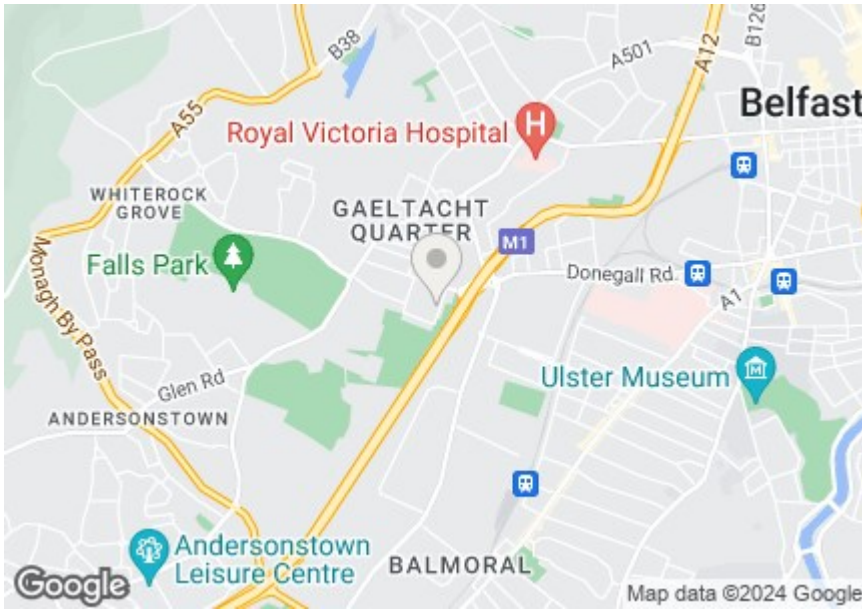 B38
A501
A12
B126
Belfast
Royal Victoria Hospital
H
A55
WHITEROCK
GROVE
GAELTACHT
QUARTER
M1
Falls Park
Donegall Rd.
A1
Monagh By Pass
Ulster Museum
M
Glen Rd
ANDERSONSTOWN
Andersonstown
Leisure Centre
BALMORAL
Google
Map data ©2024 Google